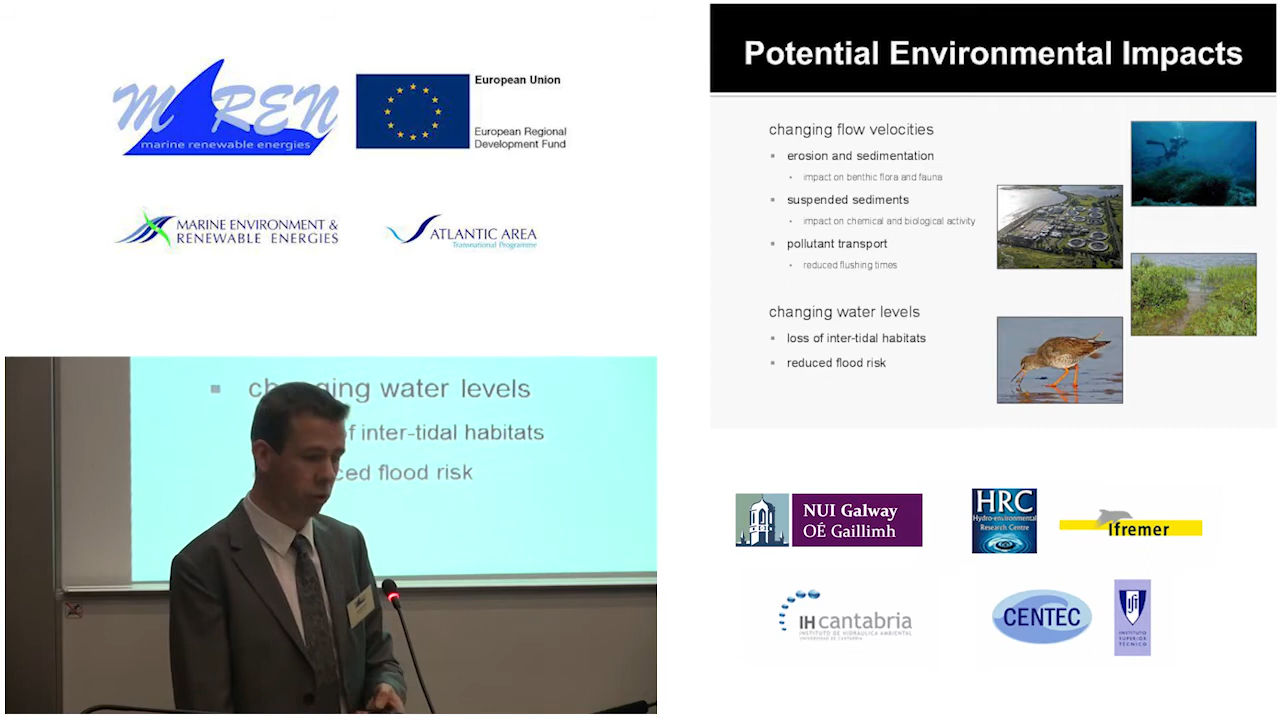 MAREN
marine renewable energies
European Union
European Regional
Development Fund
MARINE ENVIRONMENT &
RENEWABLE ENERGIES
ATLANTIC AREA
Transnational Programme
Potential Environmental Impacts
changing flow velocities
▪ erosion and sedimentation
• impact on benthic flora and fauna
▪ suspended sediments
• impact on chemical and biological activity
▪ pollutant transport
• reduced flushing times
changing water levels
▪ loss of inter-tidal habitats
▪ reduced flood risk
▪ ch ing water levels
f inter-tidal habitats
ced flood risk
NUI Galway
OÉ Gaillimh
HRC
Hydro-environmental
Research Centre
Ifremer
IHcantabria
INSTITUTO DE HIDRÁULICA AMBIENTAL
UNIVERSIDAD DE CANTABRIA
CENTEC
INSTITUTO
SUPERIOR
TÉCNICO